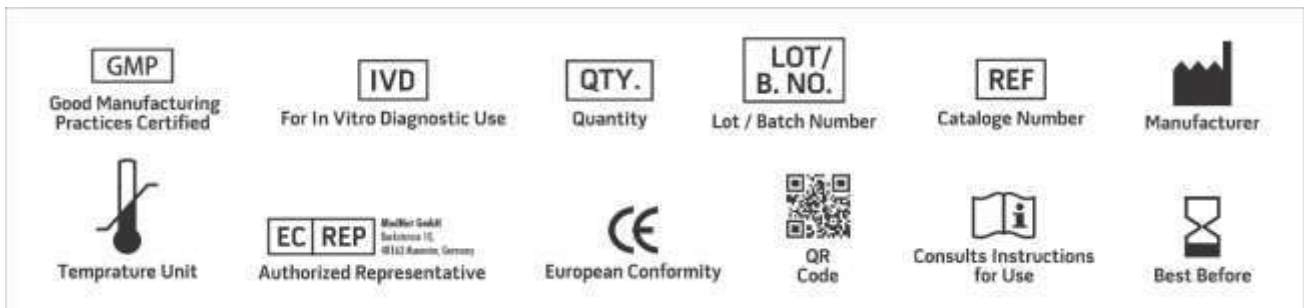 GMP
Good Manufacturing
Practices Certified
IVD
For In Vitro Diagnostic Use
QTY.
Quantity
LOT/
B. NO.
Lot / Batch Number
REF
Cataloge Number
Manufacturer
Temprature Unit
EC REP
GmbH
Germany
Authorized Representative
CE
European Conformity
QR
Code
i
Consults Instructions
for Use
Best Before